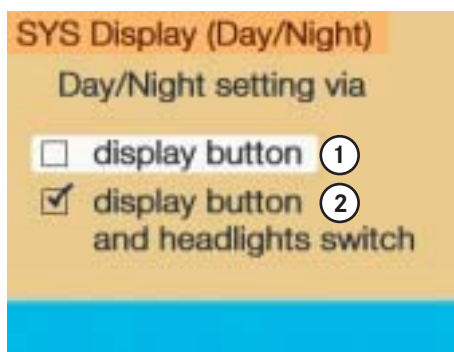 SYS Display (Day/Night)
Day/Night setting via
display button 1
display button 2
and headlights switch